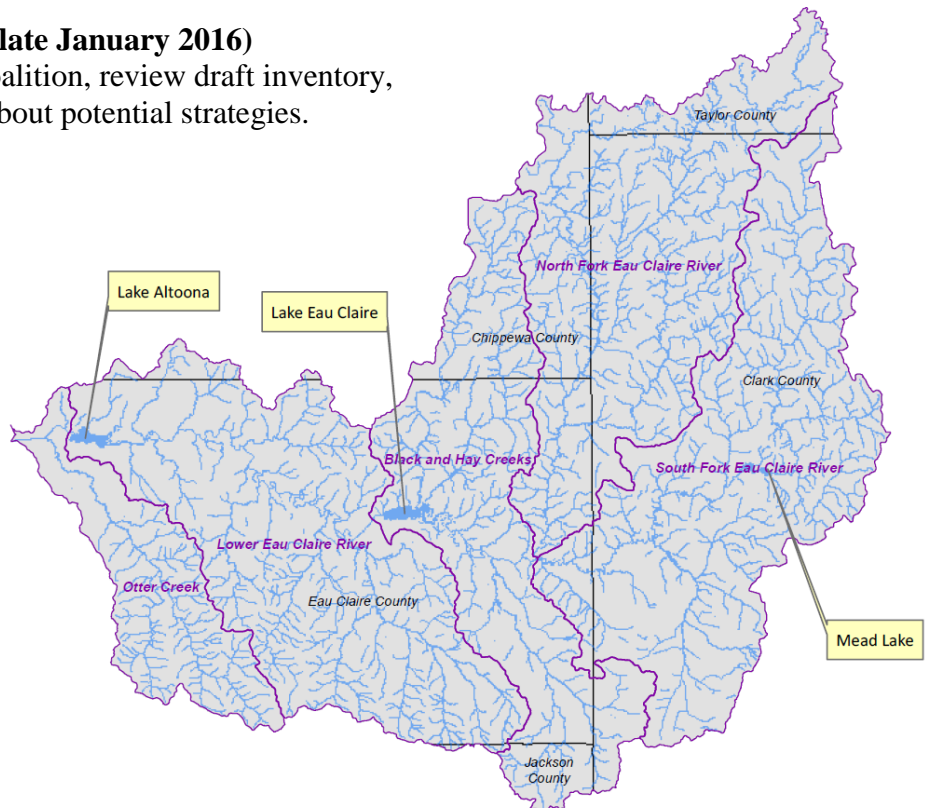 late January 2016)
alition, review draft inventory,
bout potential strategies.
Taylor County
Lake Altoona
North Fork Eau Claire River
Lake Eau Claire
Chippewa County
Clark County
Black and Hay Creeks
South Fork Eau Claire River
Lower Eau Claire River
Otter Creek
Eau Claire County
Mead Lake
Jackson
County